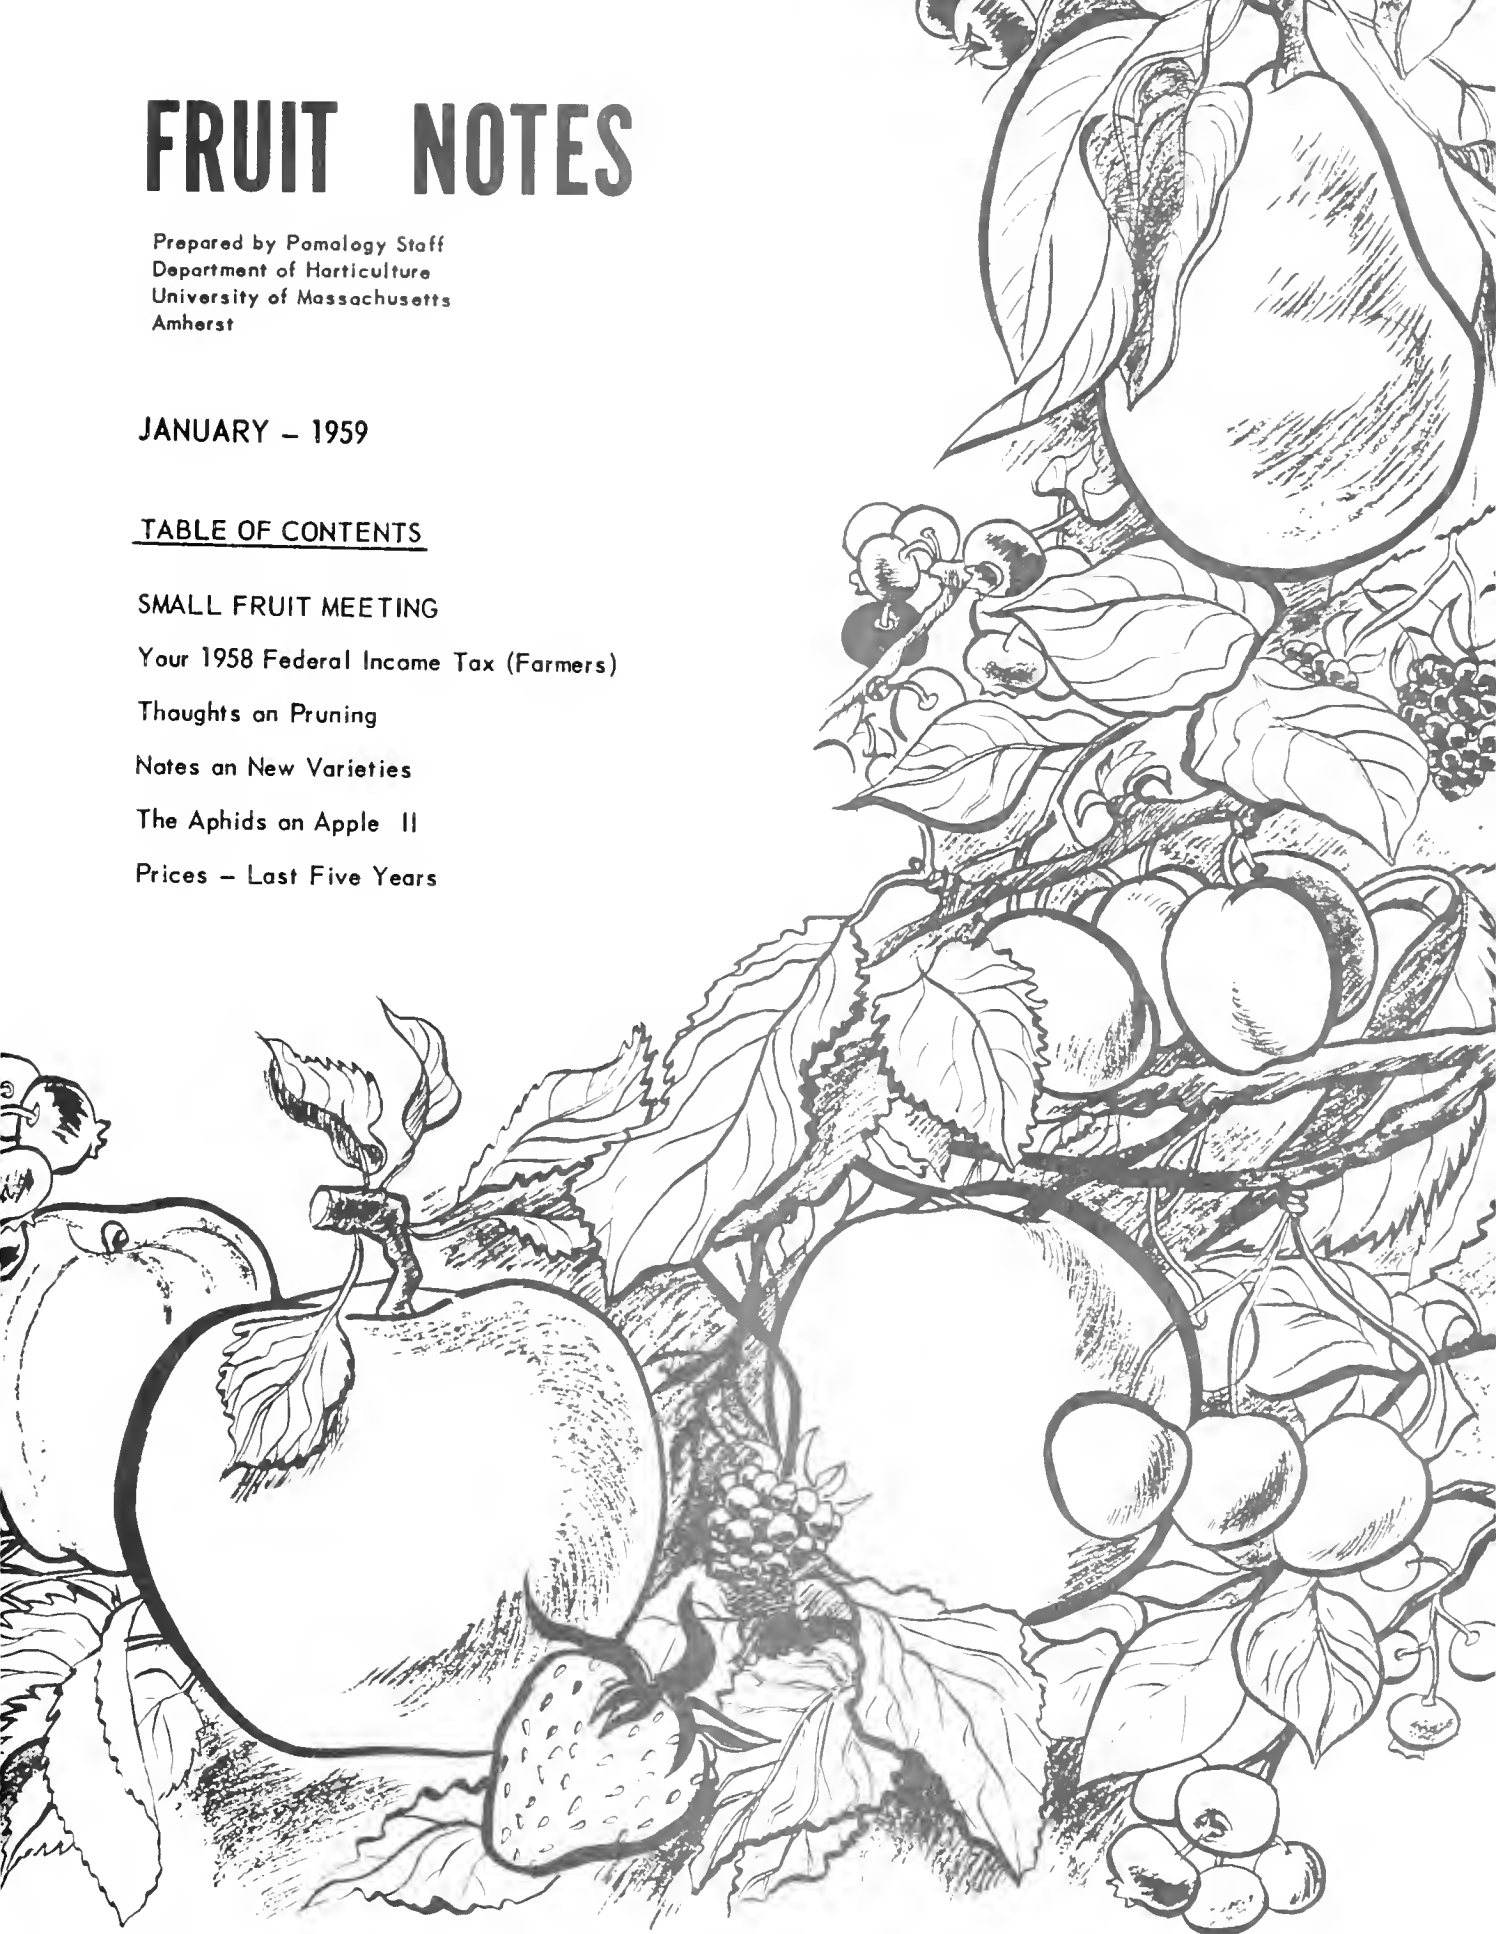 FRUIT NOTES
Prepared by Pomology Staff
Department of Horticulture
University of Massachusetts
Amherst
JANUARY – 1959
TABLE OF CONTENTS
SMALL FRUIT MEETING
Your 1958 Federal Income Tax (Farmers)
Thoughts on Pruning
Notes on New Varieties
The Aphids on Apple II
Prices – Last Five Years